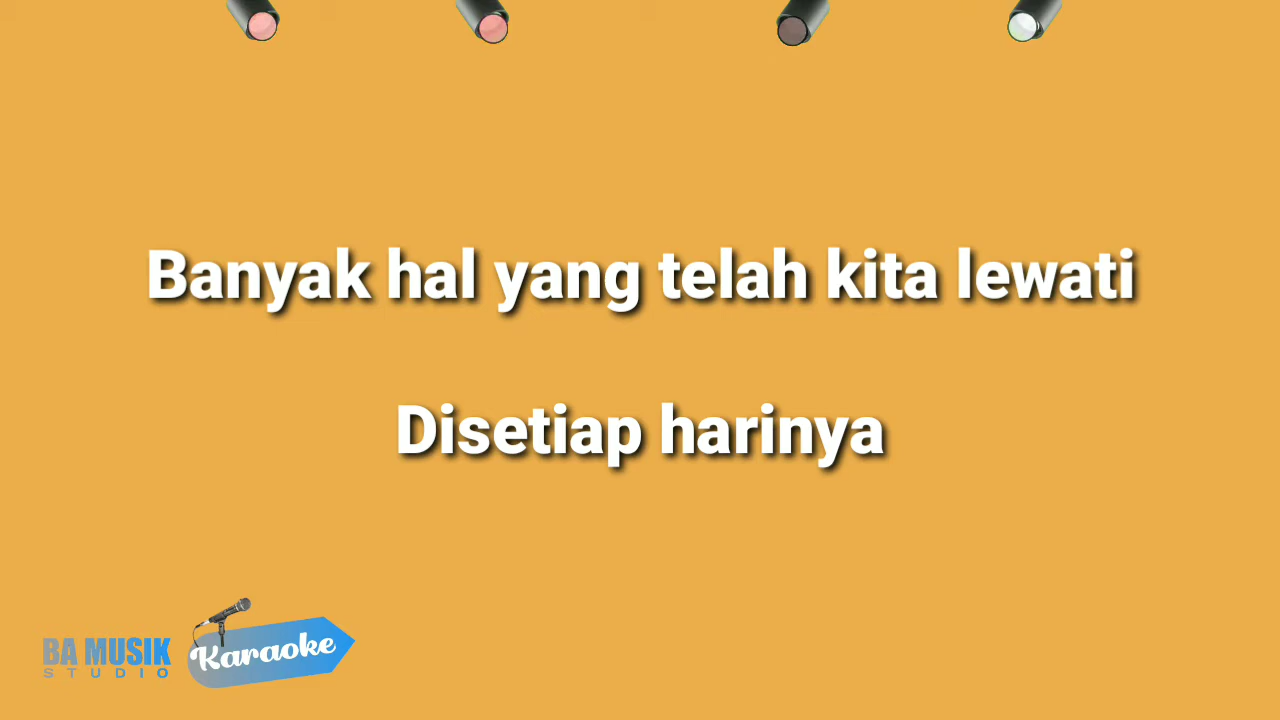 Banyak hal yang telah kita lewati
Disetiap harinya
BA MUSIK
STUDIO
Karaoke